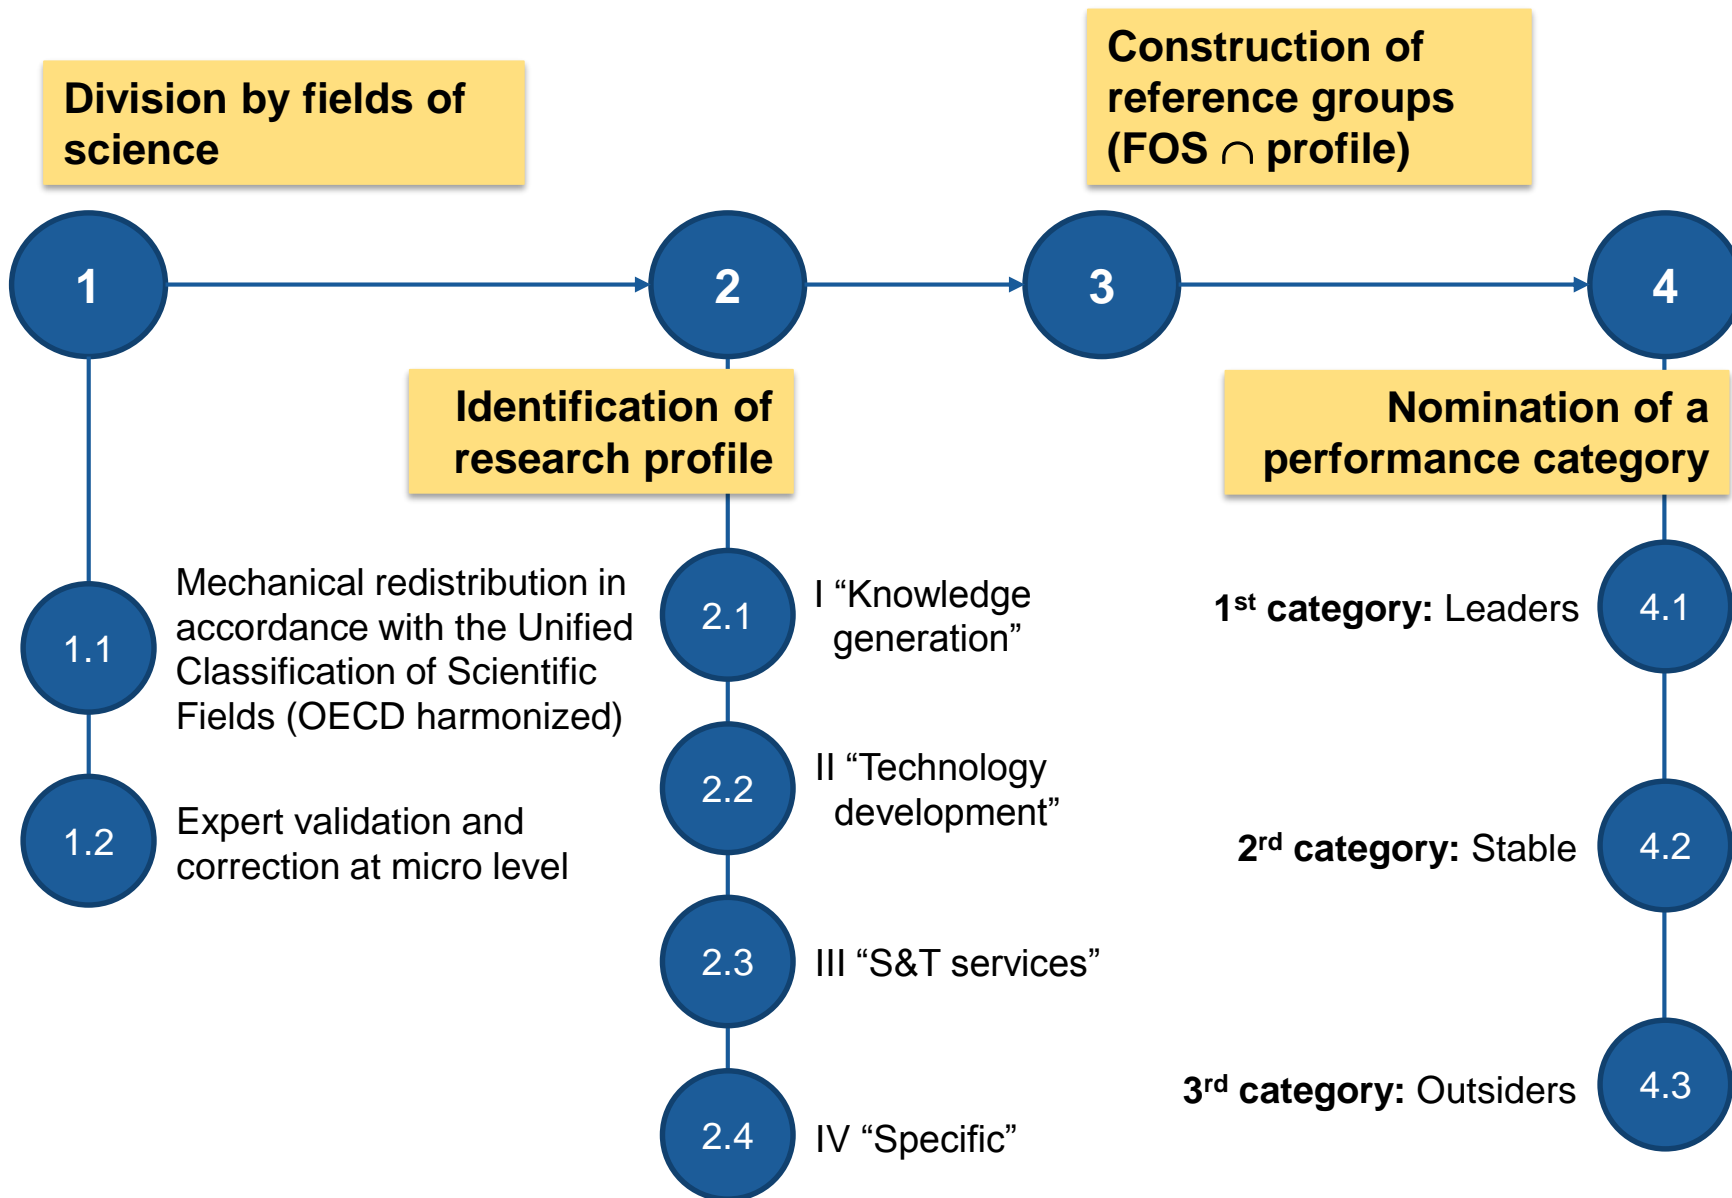 Division by fields of
science
Construction of
reference groups
(FOS ∩ profile)
1
2
3
4
Identification of
research profile
Nomination of a
performance category
1.1
Mechanical redistribution in
accordance with the Unified
Classification of Scientific
Fields (OECD harmonized)
1.2
Expert validation and
correction at micro level
2.1
I “Knowledge
generation”
2.2
II “Technology
development”
2.3
III “S&T services”
2.4
IV “Specific”
1st category: Leaders
4.1
2rd category: Stable
4.2
3rd category: Outsiders
4.3